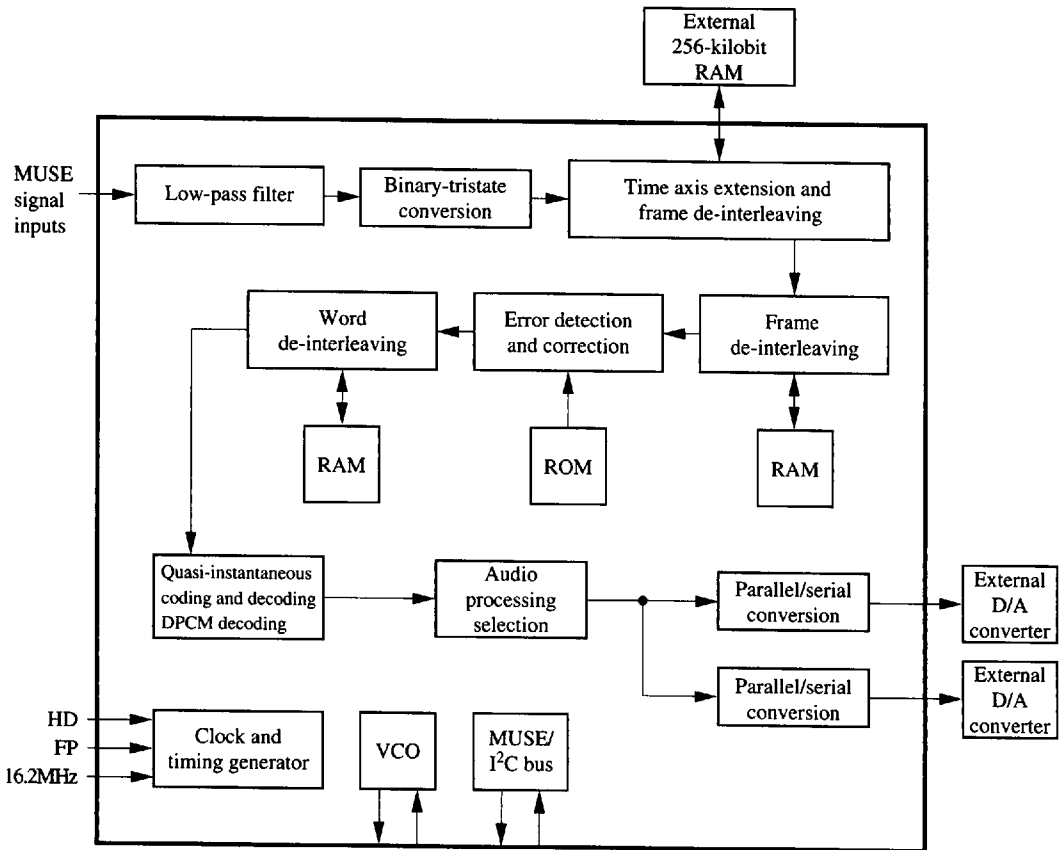 External
256-kilobit
RAM
MUSE
signal
inputs
Low-pass filter
Binary-tristate
conversion
Time axis extension and
frame de-interleaving
Word
de-interleaving
Error detection
and correction
Frame
de-interleaving
RAM
ROM
RAM
Quasi-instantaneous
coding and decoding
DPCM decoding
Audio
processing
selection
Parallel/serial
conversion
External
D/A
converter
Parallel/serial
conversion
External
D/A
converter
HD
FP
16.2MHz
Clock and
timing generator
VCO
MUSE/
I²C bus